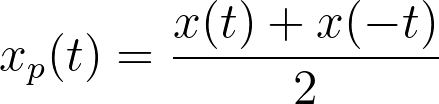 x_p(t) = \frac{x(t) + x(-t)}{2}